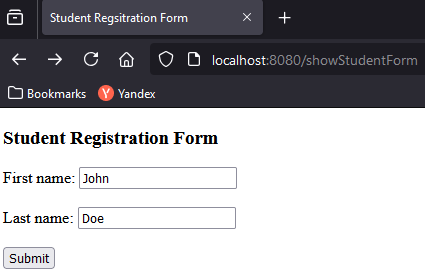 Student Regsitration Form
localhost:8080/showStudentForm
Bookmarks Yandex
Student Registration Form
First name: John
Last name: Doe
Submit